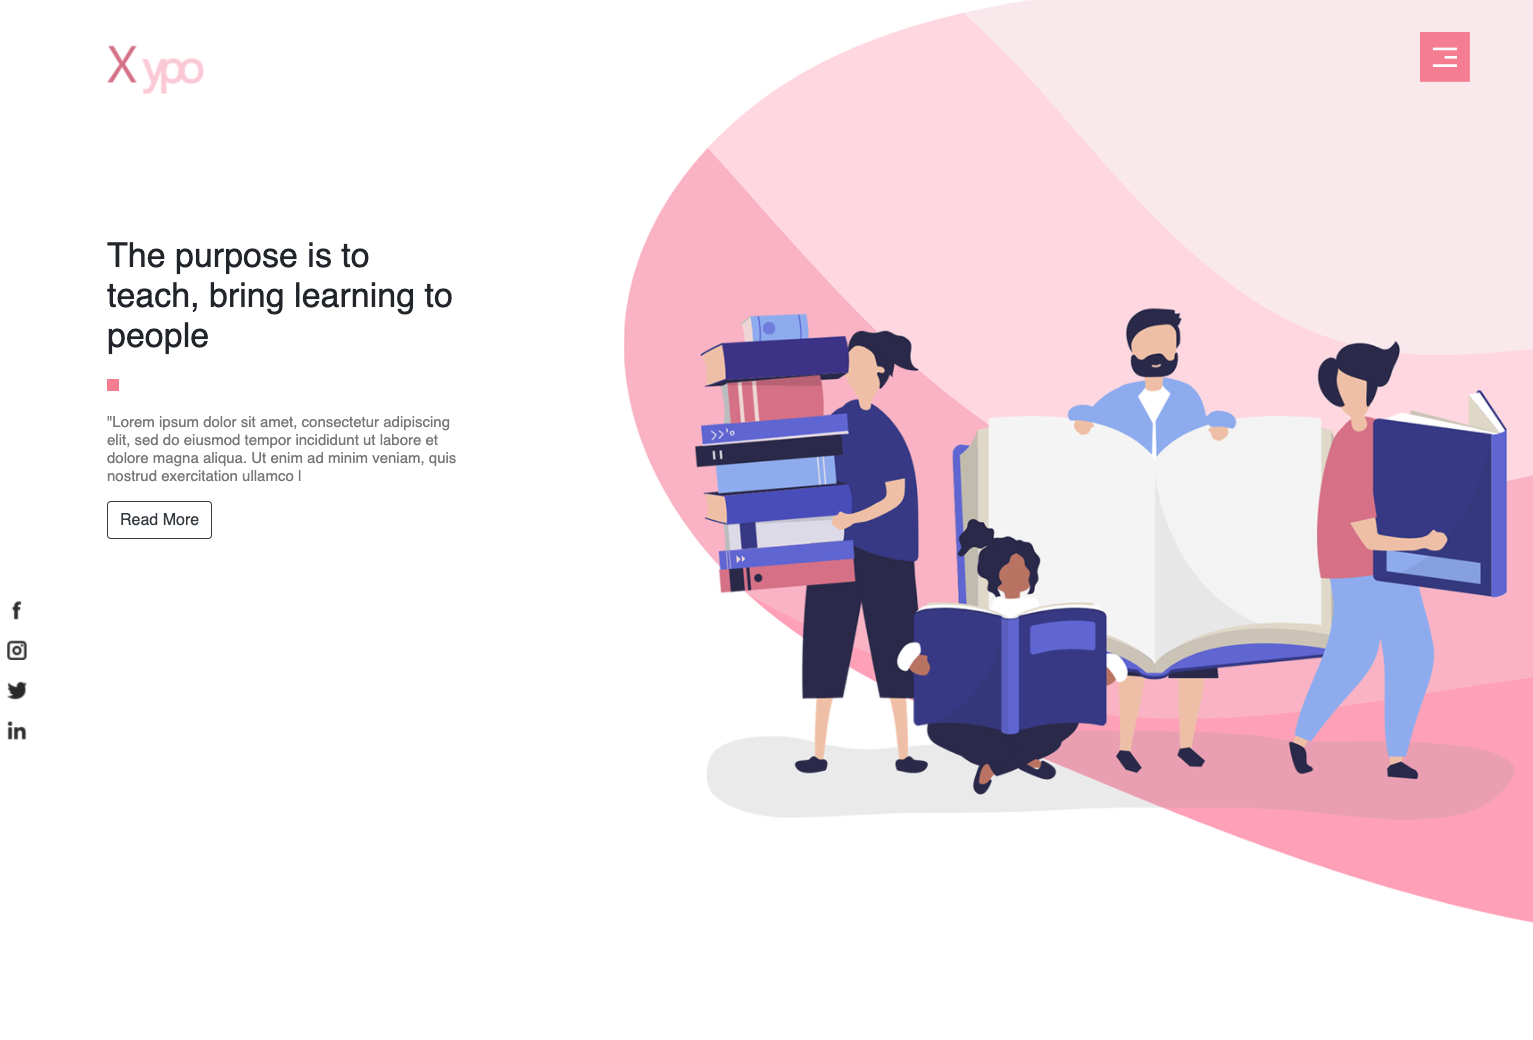 Xypo
The purpose is to
teach, bring learning to
people
"Lorem ipsum dolor sit amet, consectetur adipiscing
elit, sed do eiusmod tempor incididunt ut labore et
dolore magna aliqua. Ut enim ad minim veniam, quis
nostrud exercitation ullamco l
Read More